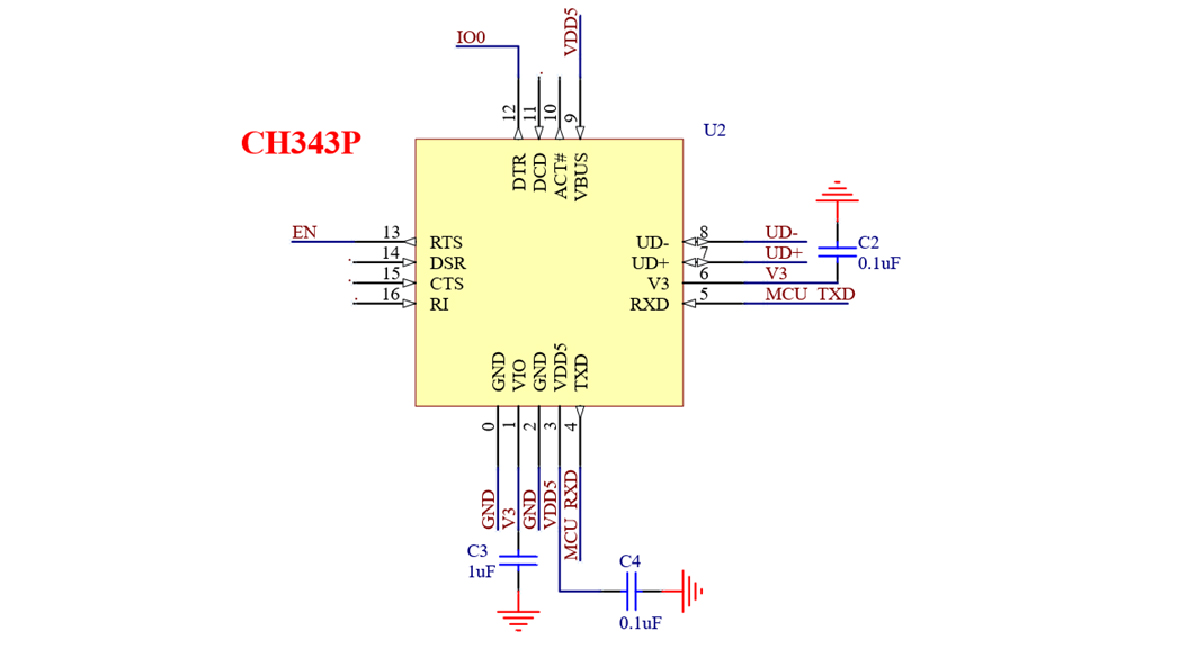 IO0
VDD5
12
11
10
9
U2
CH343P
DTR
DCD
ACT#
VBUS
EN
13
RTS
14
DSR
15
CTS
16
RI
UD-
8
UD-
UD+
7
UD+
V3
6
V3
RXD
5
MCU_TXD
C2
0.1uF
GND
VIO
GND
VDD5
TXD
0
1
2
3
4
GND
V3
GND
VDD5
MCU_RXD
C3
1uF
C4
0.1uF